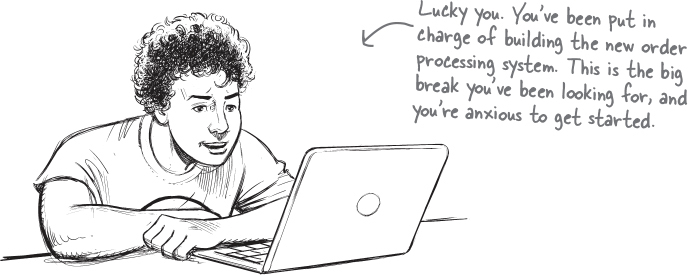 Lucky you. You've been put in
charge of building the new order
processing system. This is the big
break you've been looking for, and
you're anxious to get started.